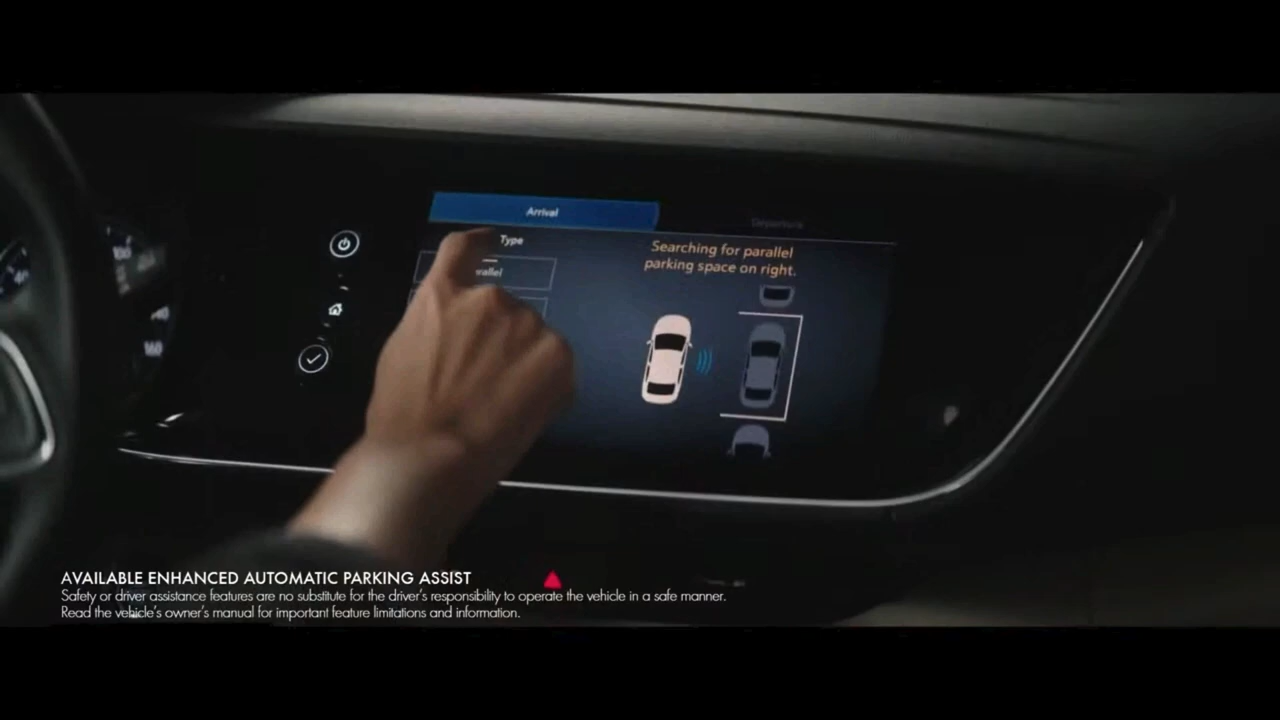 Arrival
Departure
Type
Searching for parallel
parking space on right.
AVAILABLE ENHANCED AUTOMATIC PARKING ASSIST
Safety or driver assistance features are no substitute for the driver's responsibility to operate the vehicle in a safe manner.
Read the vehicle's owner's manual for important feature limitations and information.